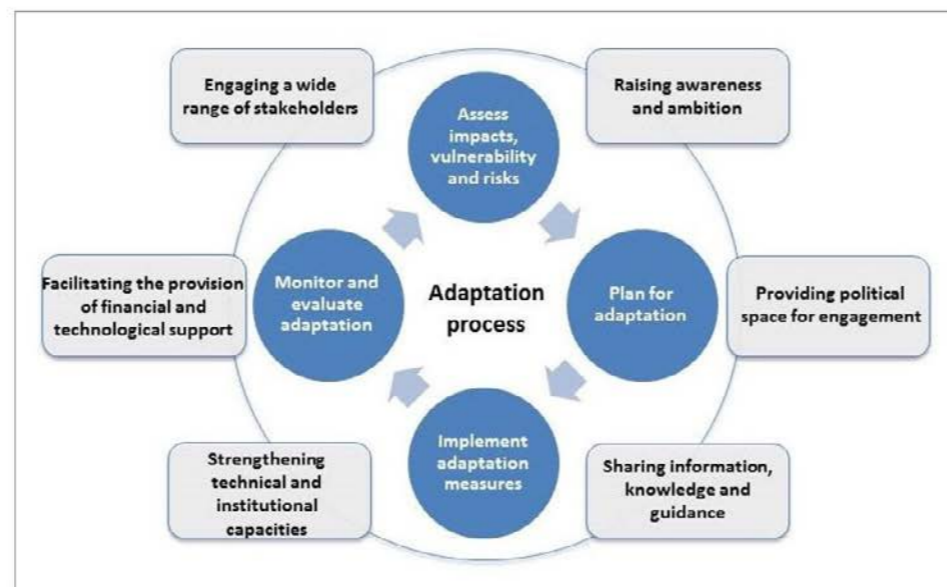 Engaging a wide
range of stakeholders
Raising awareness
and ambition
Assess
impacts,
vulnerability
and risks
Facilitating the provision
of financial and
technological support
Monitor and
evaluate
adaptation
Adaptation
process
Plan for
adaptation
Providing political
space for engagement
Implement
adaptation
measures
Strengthening
technical and
institutional
capacities
Sharing information,
knowledge and
guidance